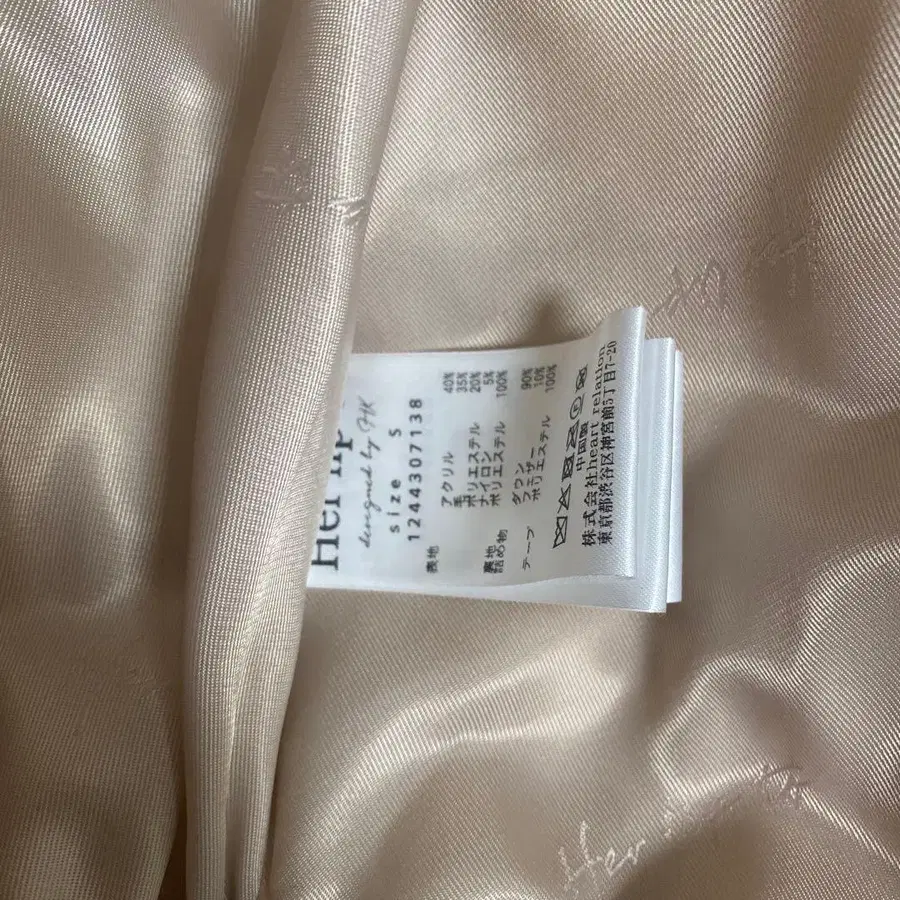 Her lip
designed by HK
size S
124430713​8
表地 アクリル 40%
毛 35%
ポリエステル 20%
ナイロン 5%
裏地 ポリエステル 100%
詰め物 ダウン 90%
フェザー 10%
テープ ポリエステル 100%
中国製
株式会社heart relation
東京都渋谷区神宮前5丁目7-20
Her